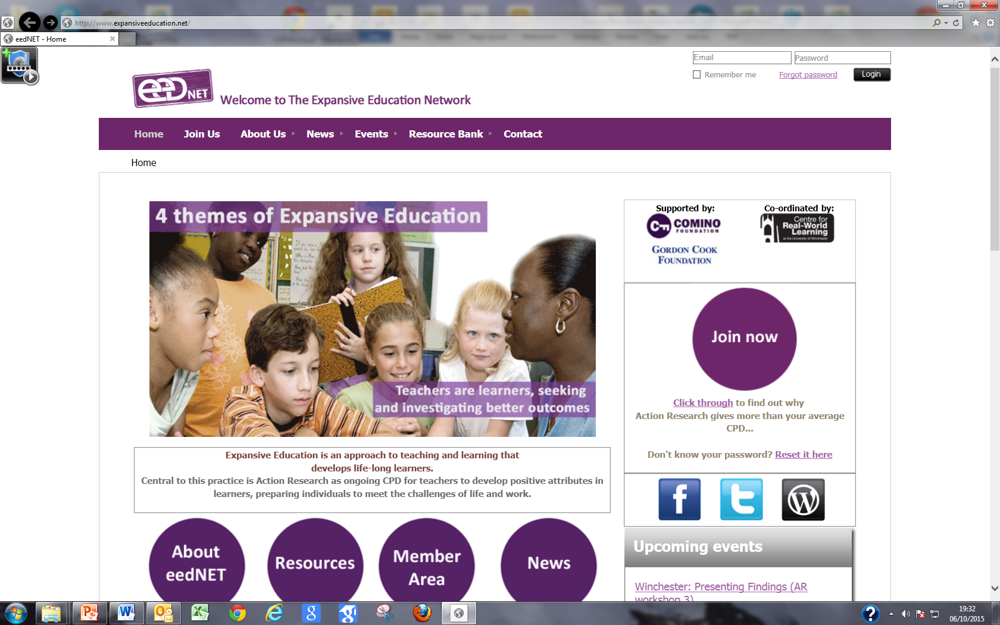 http://www.expansiveeducation.net/
eedNET - Home
Email
Password
Remember me
Forgot password
Login
eeDNET
Welcome to The Expansive Education Network
Home
Join Us
About Us
News
Events
Resource Bank
Contact
Home
4 themes of Expansive Education
Teachers are learners, seeking
and investigating better outcomes
Supported by:
COMINO
FOUNDATION
GORDON COOK
FOUNDATION
Co-ordinated by:
Centre for
Real-World
Learning
at the University of Winchester
Join now
Click through to find out why
Action Research gives more than your average
CPD...
Don't know your password? Reset it here
Expansive Education is an approach to teaching and learning that
develops life-long learners.
Central to this practice is Action Research as ongoing CPD for teachers to develop positive attributes in
learners, preparing individuals to meet the challenges of life and work.
About
eedNET
Resources
Member
Area
News
Upcoming events
Winchester: Presenting Findings (AR
workshop 3)
19:32
06/10/2015